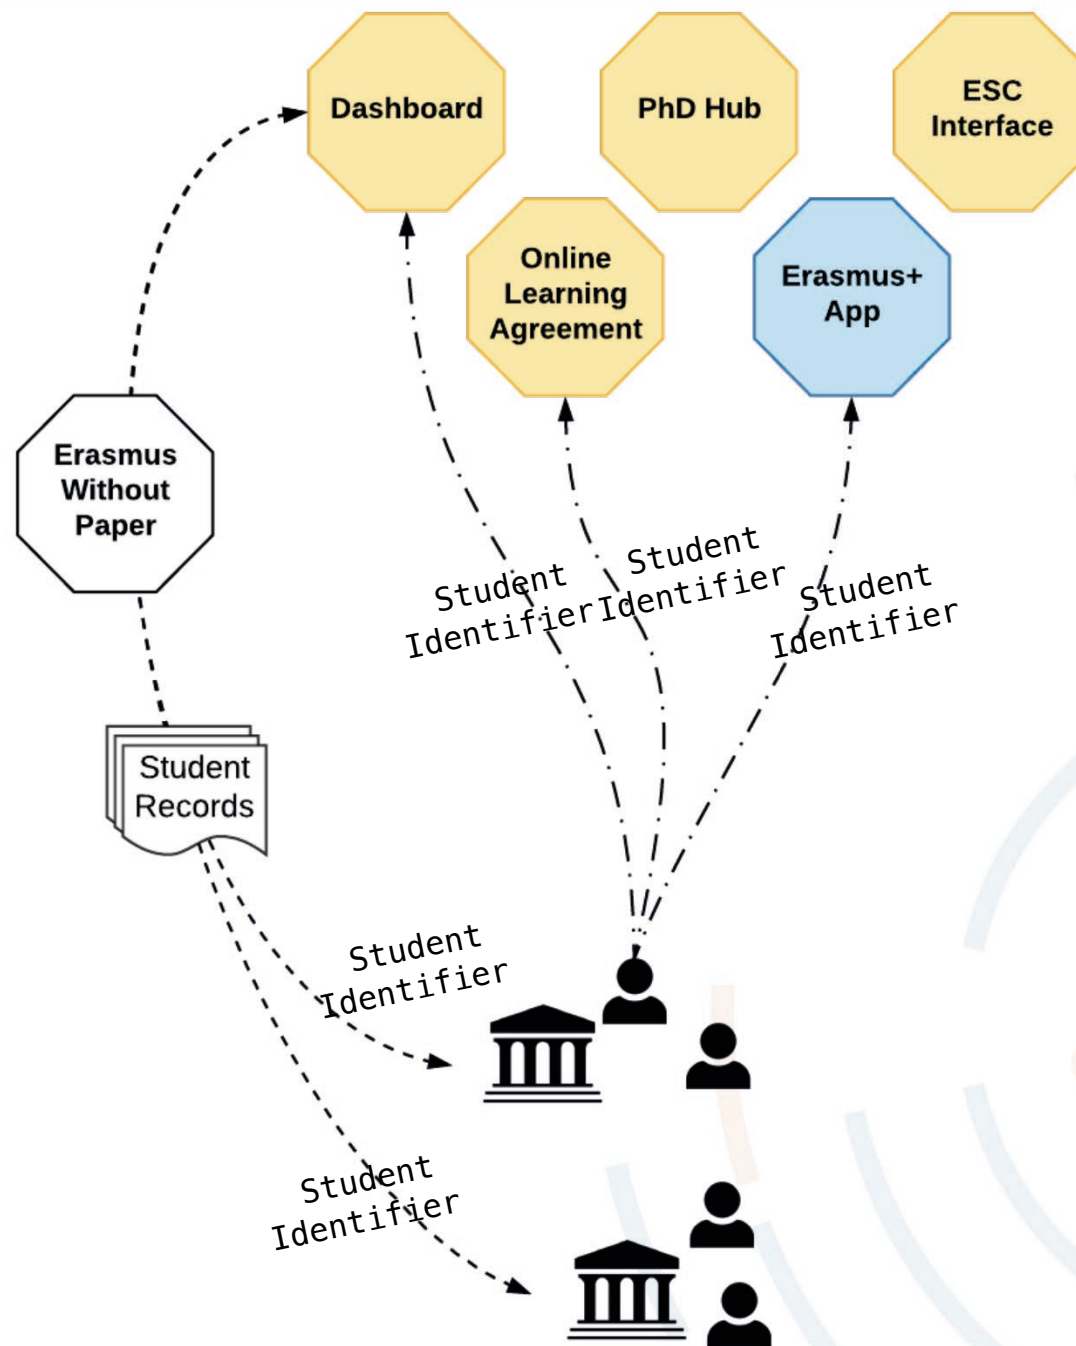 Dashboard
PhD Hub
ESC
Interface
Online
Learning
Agreement
Erasmus+
App
Erasmus
Without
Paper
Student
Identifier
Student
Identifier
Student
Identifier
Student
Records
Student
Identifier
Student
Identifier